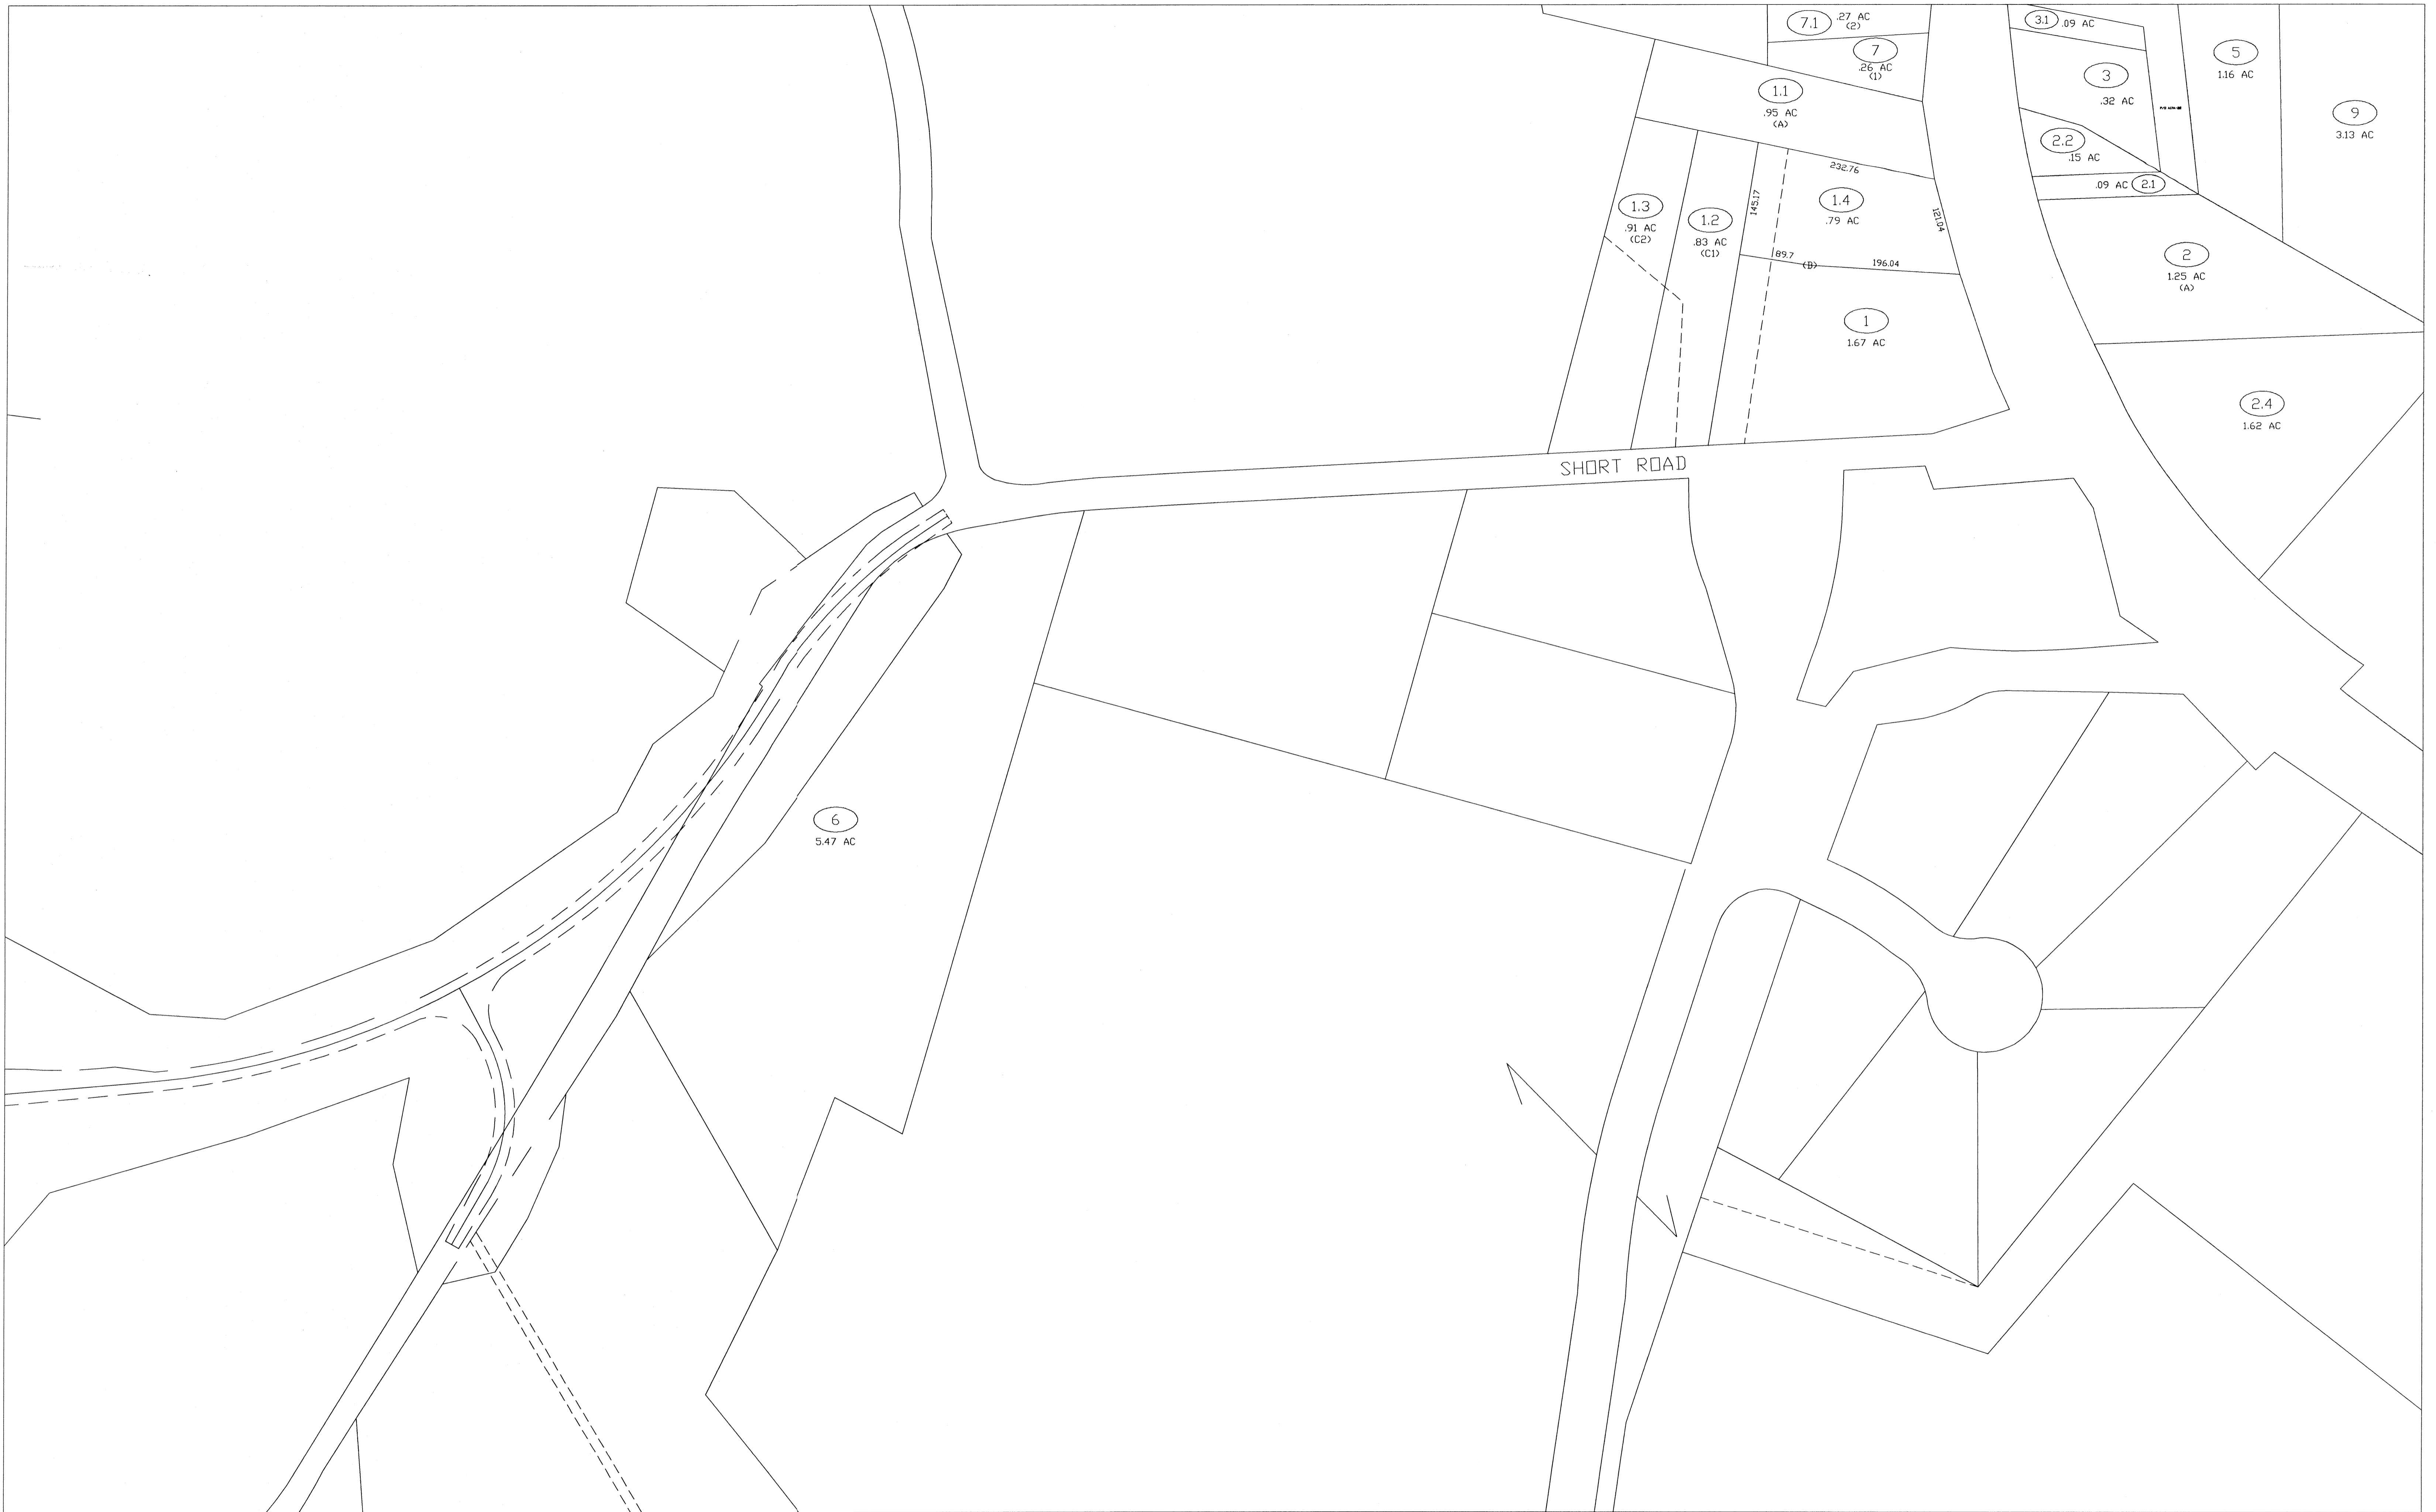 7.1
.27 AC
(2)
7
.26 AC
(1)
3.1
.09 AC
5
1.16 AC
3
.32 AC
9
3.13 AC
1.1
.95 AC
(A)
2.2
.15 AC
.09 AC
2.1
232.76
145.17
1.4
.79 AC
121.04
1.3
.91 AC
(C2)
1.2
.83 AC
(C1)
89.7
(D)
196.04
2
1.25 AC
(A)
1
1.67 AC
2.4
1.62 AC
SHORT ROAD
6
5.47 AC